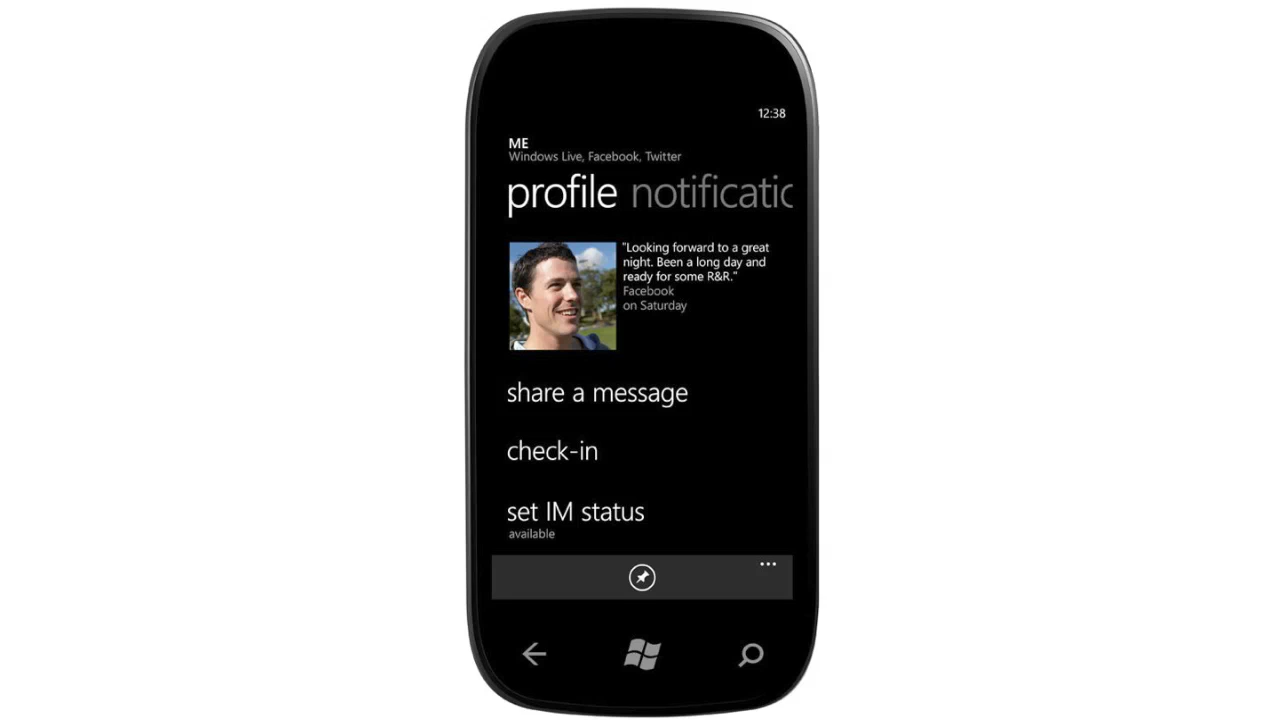 12:38
ME
Windows Live, Facebook, Twitter
profile notificatic
"Looking forward to a great
night. Been a long day and
ready for some R&R."
Facebook
on Saturday
share a message
check-in
set IM status
available